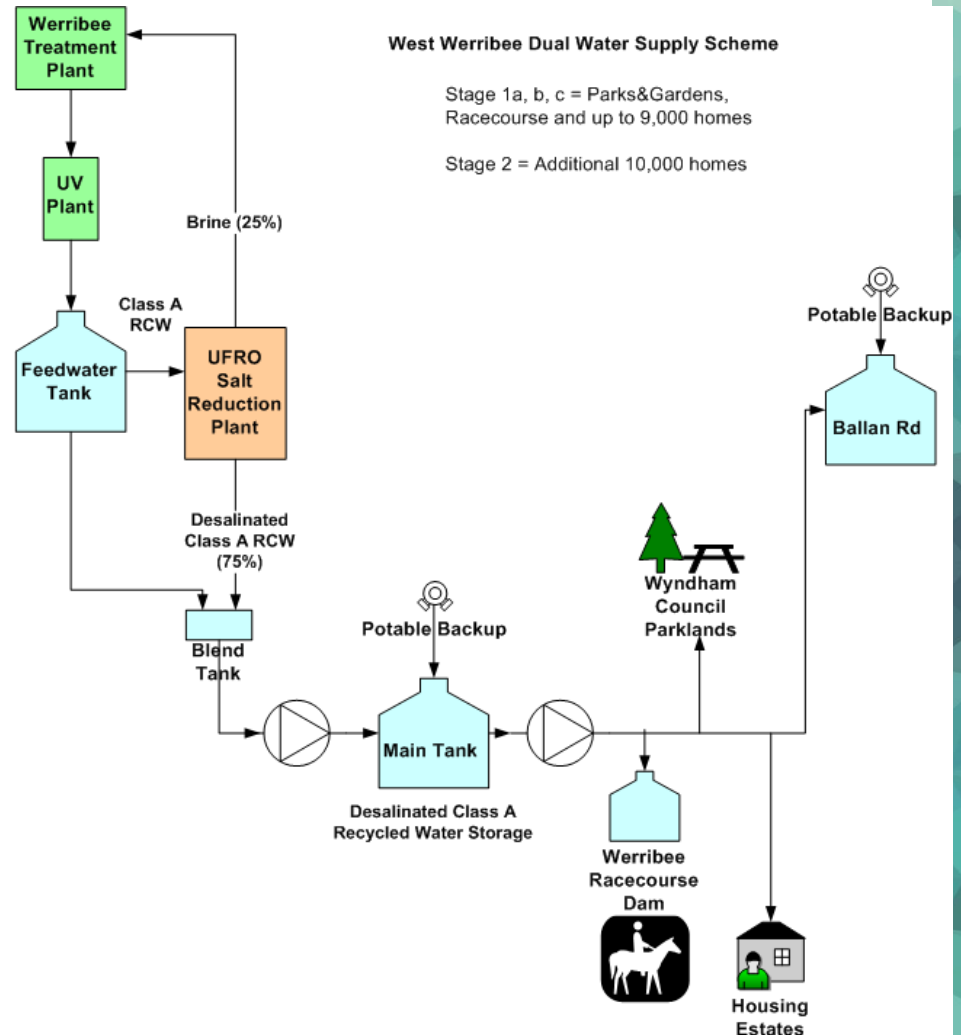 Werribee
Treatment
Plant
West Werribee Dual Water Supply Scheme
Stage 1a, b, c = Parks&Gardens,
Racecourse and up to 9,000 homes
Stage 2 = Additional 10,000 homes
UV
Plant
Brine (25%)
Class A
RCW
Feedwater
Tank
UFRO
Salt
Reduction
Plant
Potable Backup
Ballan Rd
Desalinated
Class A RCW
(75%)
Blend
Tank
Potable Backup
Main Tank
Desalinated Class A
Recycled Water Storage
Wyndham
Council
Parklands
Werribee
Racecourse
Dam
Housing
Estates